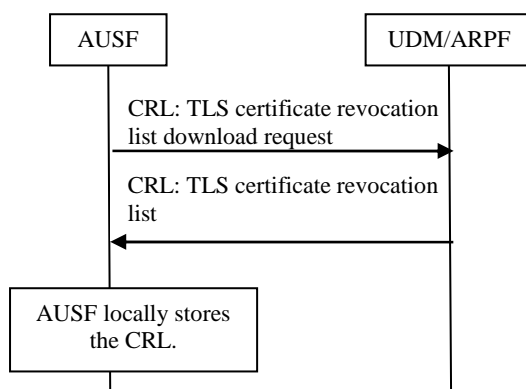 AUSF
UDM/ARPF
CRL: TLS certificate revocation
list download request
CRL: TLS certificate revocation
list
AUSF locally stores
the CRL.